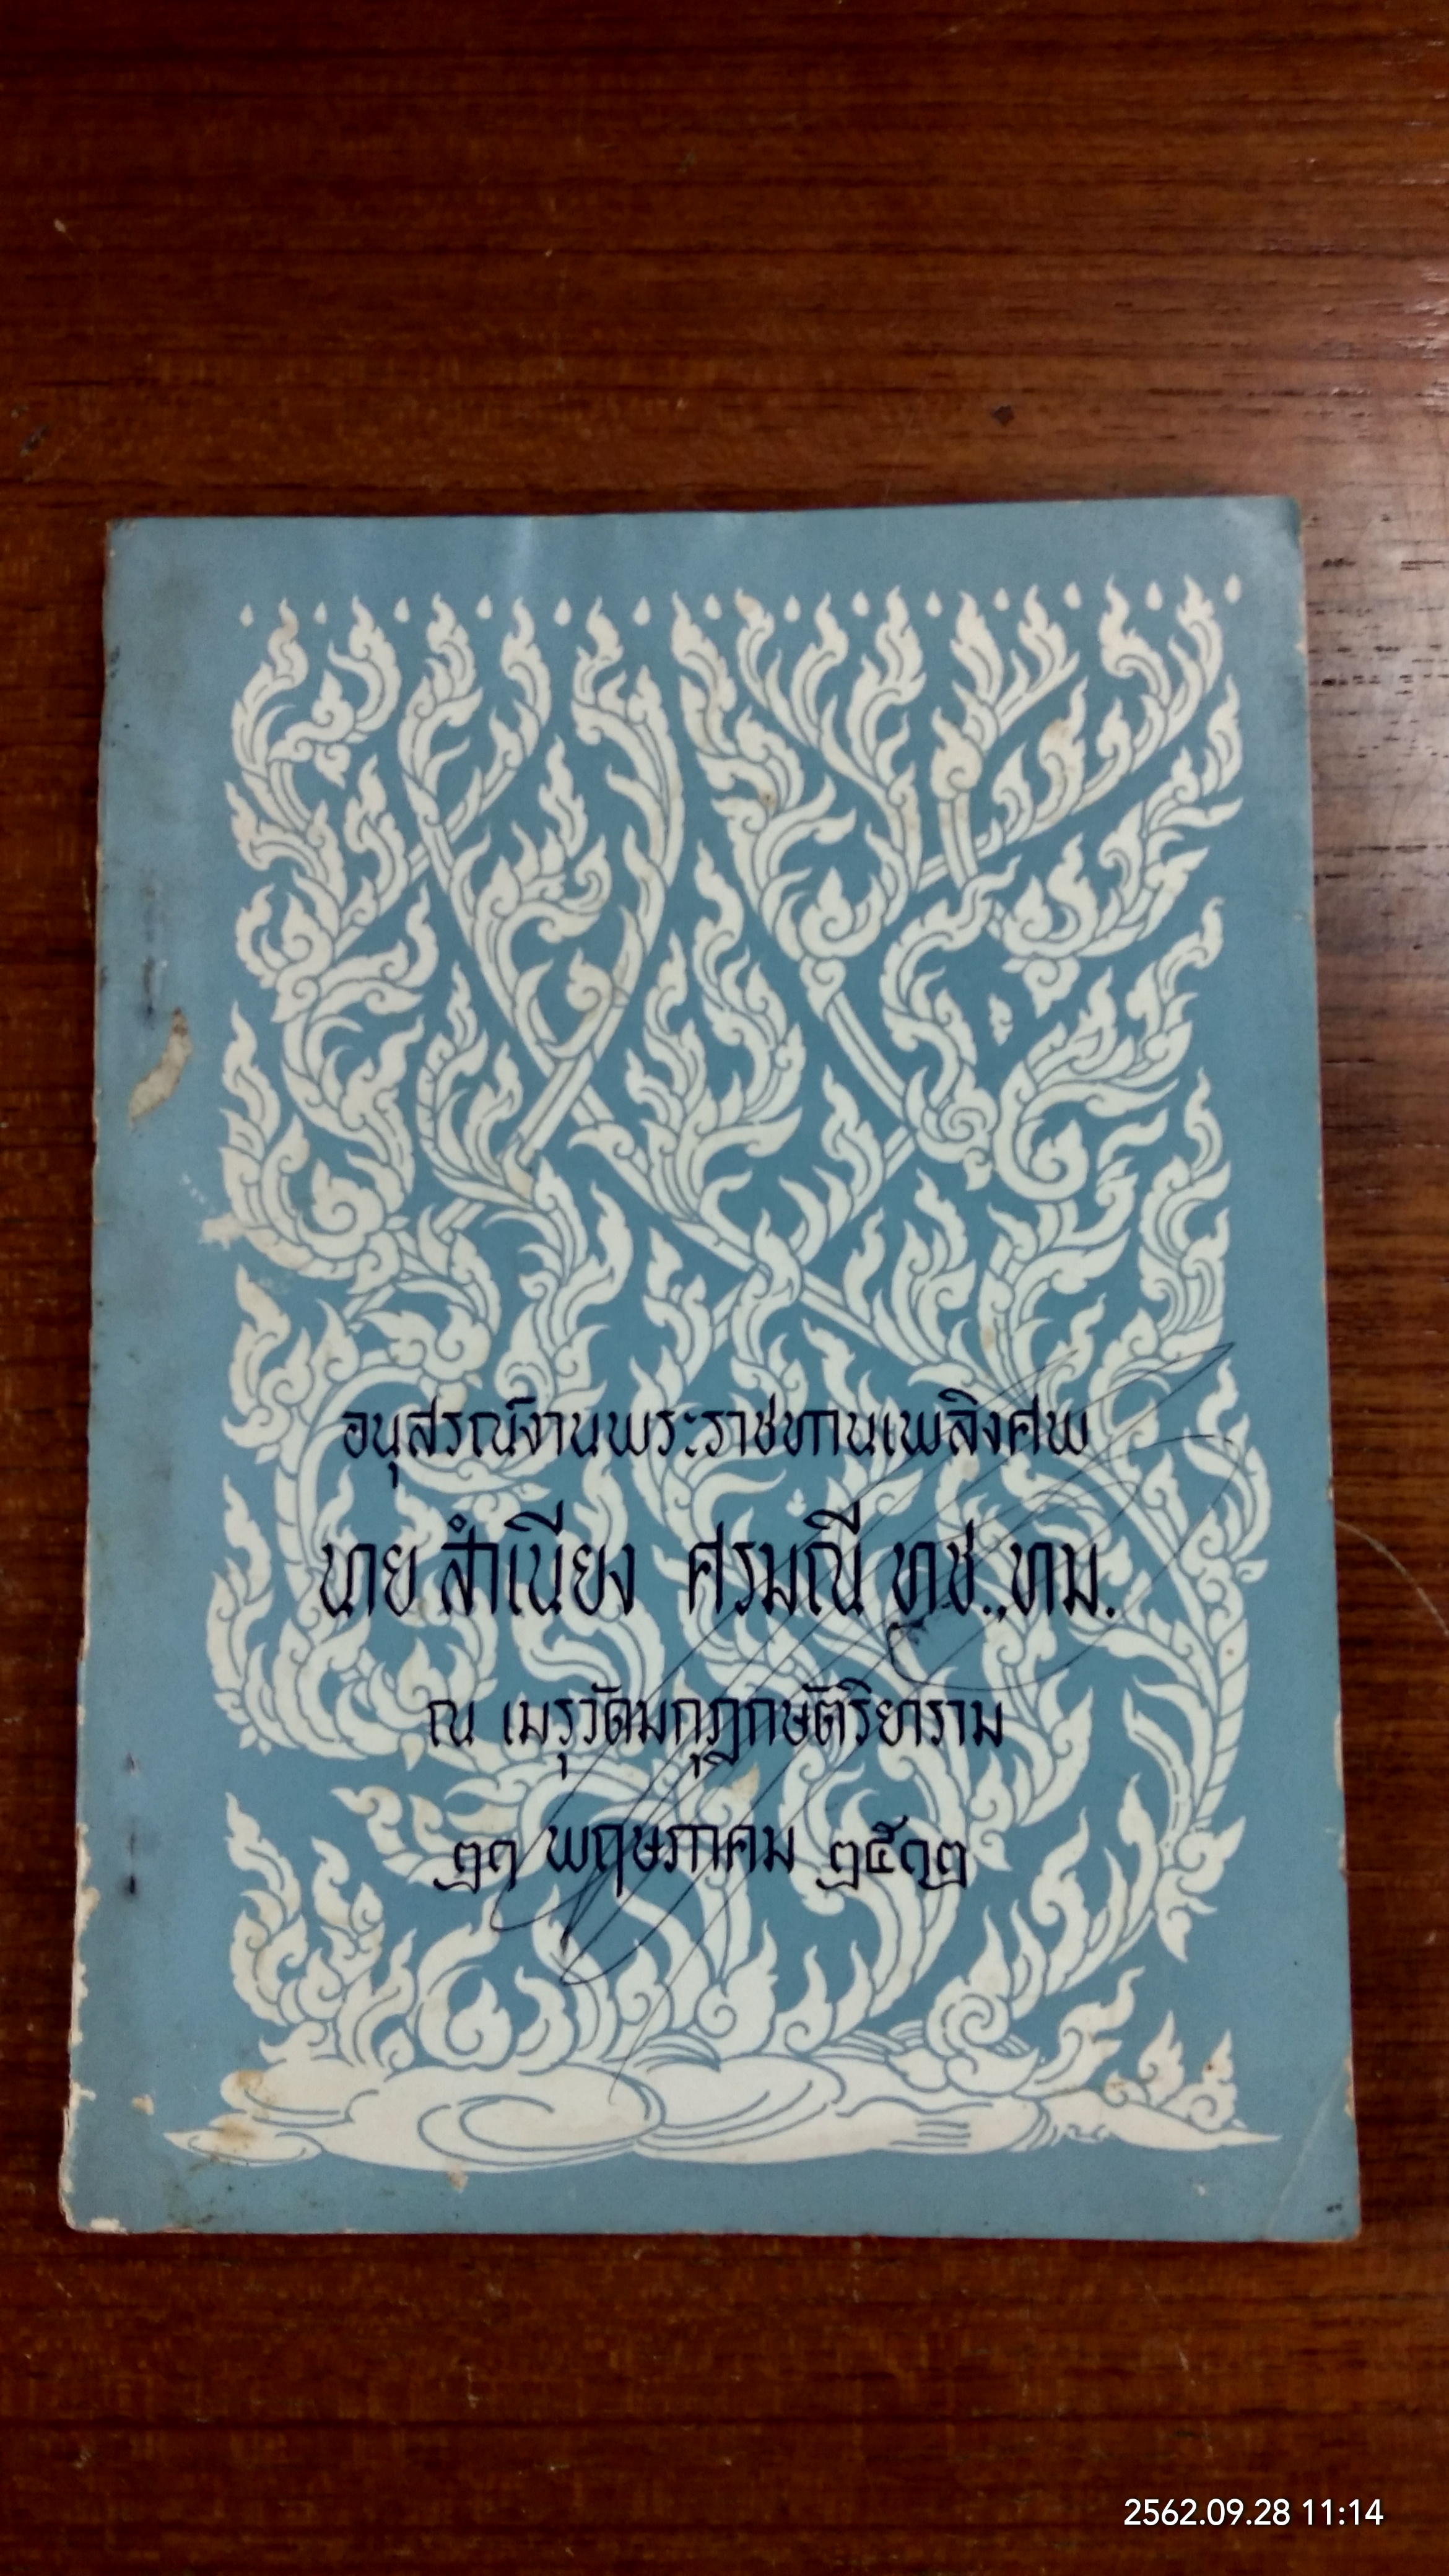 อนุสรณ์งานพระราชทานเพลิงศพ
นาย สำเนียง ศรมณี ทช.,ทม.
ณ เมรุวัดมกุฏกษัตริยาราม
๒๑ พฤษภาคม ๒๕๑๒
2562.09.28 11:14